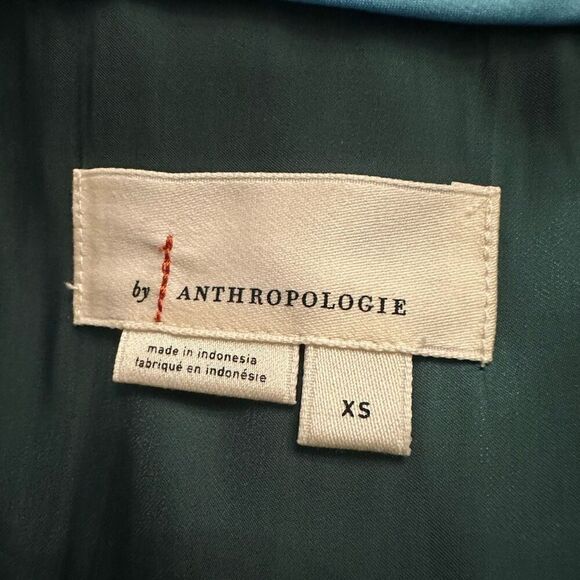 by ANTHROPOLOGIE
made in indonesia
fabriqué en indonésie
XS